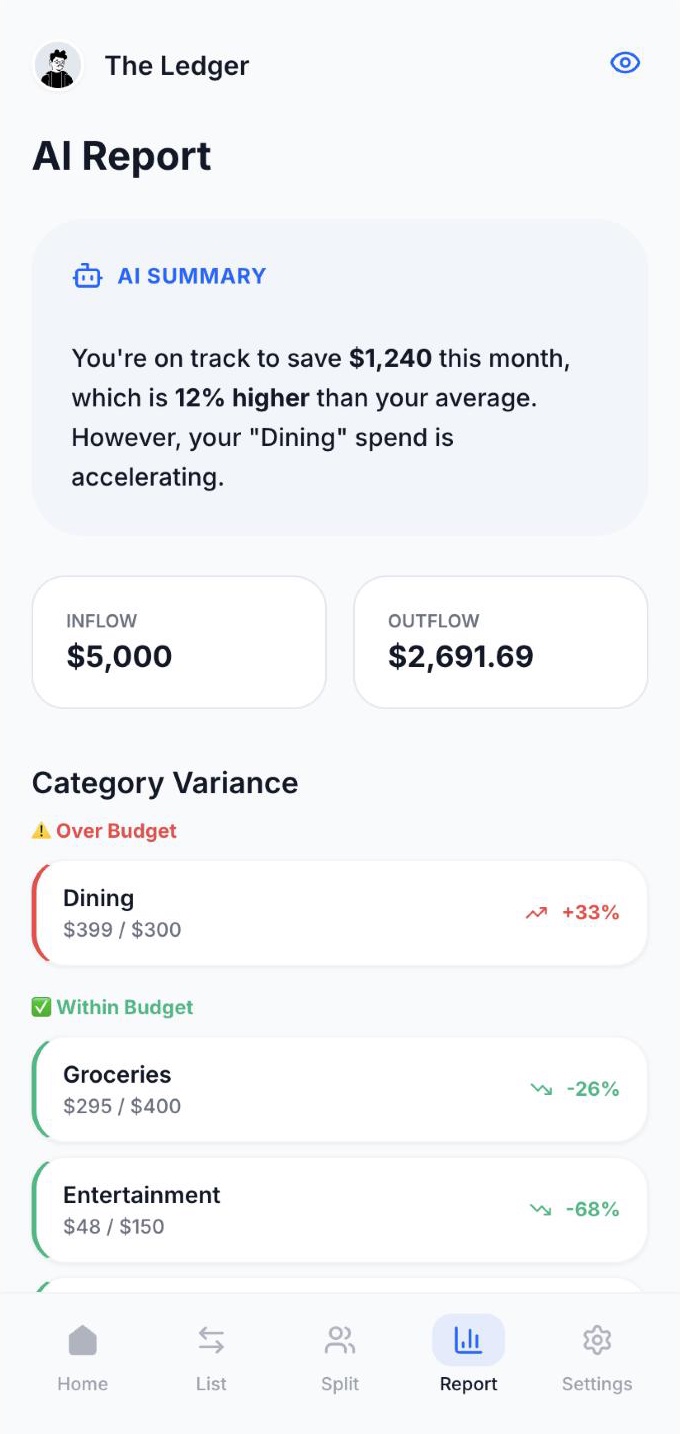 The Ledger
AI Report
AI SUMMARY
You're on track to save $1,240 this month,
which is 12% higher than your average.
However, your "Dining" spend is
accelerating.
INFLOW
$5,000
OUTFLOW
$2,691.69
Category Variance
⚠️ Over Budget
Dining
$399 / $300
+33%
✅ Within Budget
Groceries
$295 / $400
-26%
Entertainment
$48 / $150
-68%
Home
List
Split
Report
Settings